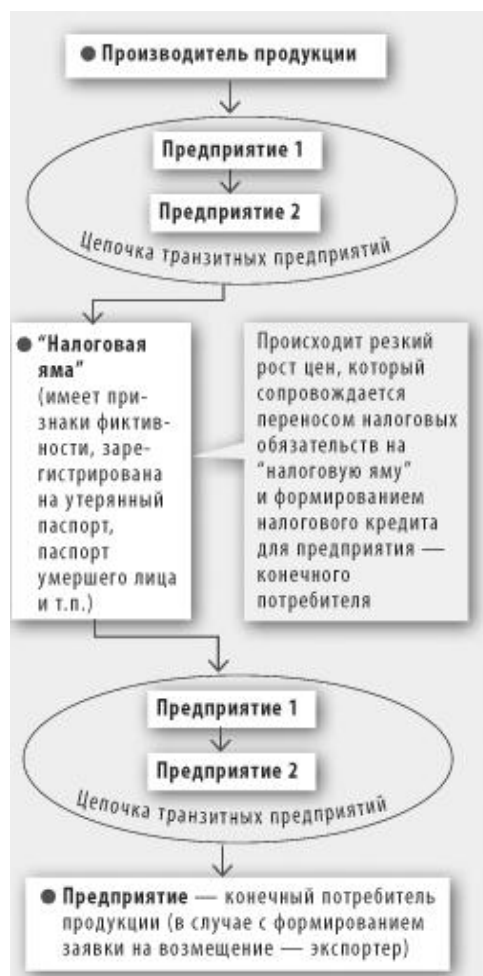 ● Производитель продукции
Предприятие 1
Предприятие 2
Цепочка транзитных предприятий
● “Налоговая
яма”
(имеет при-
знаки фиктив-
ности, заре-
гистрирована
на утерянный
паспорт,
паспорт
умершего лица
и т.п.)
Происходит резкий
рост цен, который
сопровождается
переносом налоговых
обязательств на
“налоговую яму”
и формированием
налогового кредита
для предприятия —
конечного
потребителя
Предприятие 1
Предприятие 2
Цепочка транзитных предприятий
● Предприятие — конечный потребитель
продукции (в случае с формированием
заявки на возмещение — экспортер)